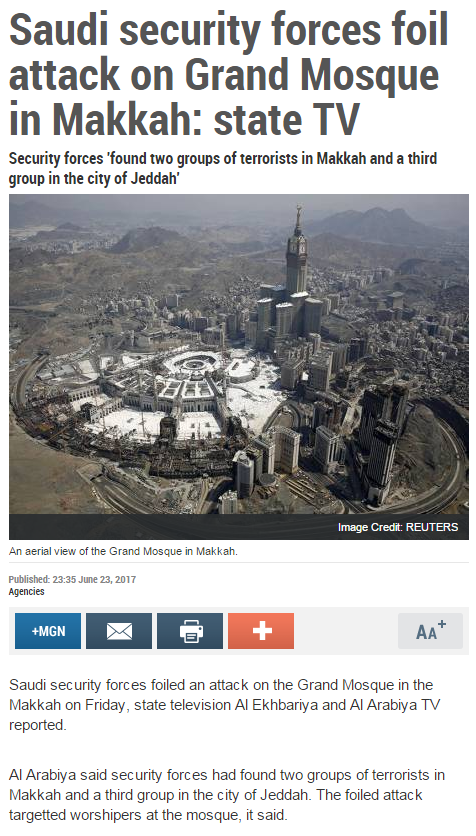 Saudi security forces foil
attack on Grand Mosque
in Makkah: state TV
Security forces 'found two groups of terrorists in Makkah and a third
group in the city of Jeddah'
Image Credit: REUTERS
An aerial view of the Grand Mosque in Makkah.
Published: 23:35 June 23, 2017
Agencies
+MGN
AA+
Saudi security forces foiled an attack on the Grand Mosque in the
Makkah on Friday, state television Al Ekhbariya and Al Arabiya TV
reported.
Al Arabiya said security forces had found two groups of terrorists in
Makkah and a third group in the city of Jeddah. The foiled attack
targetted worshipers at the mosque, it said.